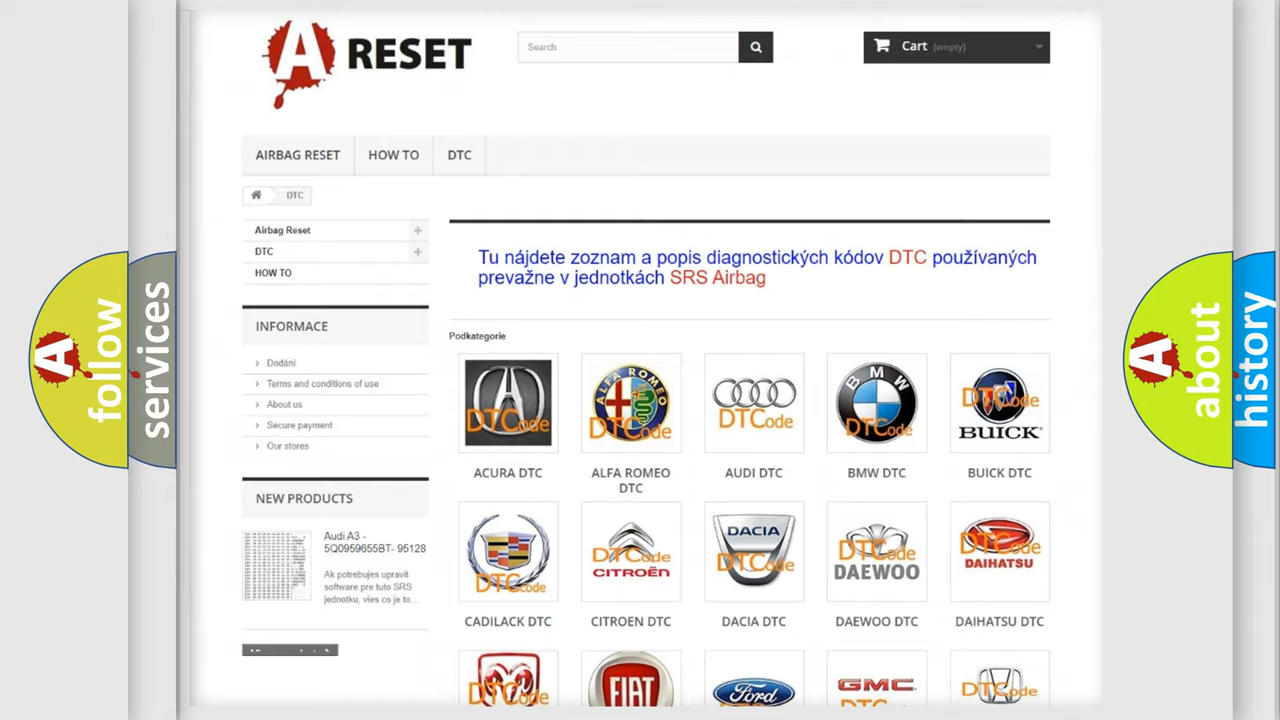 A RESET
Search
Cart (empty)
AIRBAG RESET
HOW TO
DTC
DTC
Airbag Reset
DTC
HOW TO
Tu nájdete zoznam a popis diagnostických kódov DTC používaných
prevažne v jednotkách SRS Airbag
INFORMACE
Dodání
Terms and conditions of use
About us
Secure payment
Our stores
NEW PRODUCTS
Audi A3 -
5Q0959655BT- 95128
Ak potrebujes upravit
software pre tuto SRS
jednotku, vies co je to...
Podkategorie
DTCode
ALFA ROMEO
DTCode
DTCode
BMW
DTCode
DTCode
BUICK
ACURA DTC
ALFA ROMEO
DTC
AUDI DTC
BMW DTC
BUICK DTC
DTCode
DTCode
CITROËN
DACIA
DTCode
DTCode
DAEWOO
DTCode
DAIHATSU
CADILACK DTC
CITROEN DTC
DACIA DTC
DAEWOO DTC
DAIHATSU DTC
DTCode
FIAT
Ford
GMC
DTCode
A follow
services
A about
history